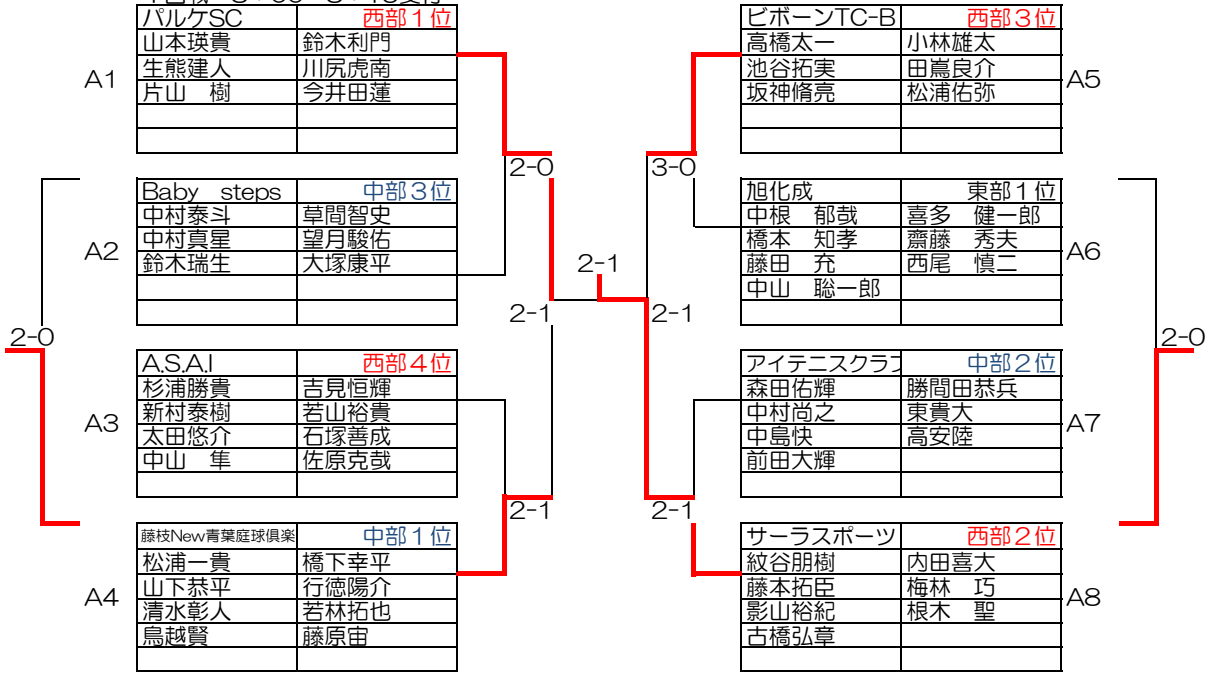 パルケSC 西部1位
山本瑛貴 鈴木利門
生熊建人 川尻虎南
片山 樹 今井田蓮
A1
2-0
Baby steps 中部3位
中村泰斗 草間智史
中村真星 望月駿佑
鈴木瑞生 大塚康平
A2
2-0
2-1
A.S.A.I 西部4位
杉浦勝貴 吉見恒輝
新村泰樹 若山裕貴
太田悠介 石塚善成
中山 隼 佐原克哉
A3
2-1
藤枝New青葉庭球倶楽
中部1位
松浦一貴 橋下幸平
山下恭平 行徳陽介
清水彰人 若林拓也
鳥越賢 藤原宙
A4
2-1
ビボーンTC-B 西部3位
高橋太一 小林雄太
池谷拓実 田嶌良介
坂神脩亮 松浦佑弥
A5
3-0
旭化成 東部1位
中根 郁哉 喜多 健一郎
橋本 知孝 齋藤 秀夫
藤田 充 西尾 慎二
中山 聡一郎
A6
2-1
2-0
アイテニスクラブ 中部2位
森田佑輝 勝間田恭兵
中村尚之 東貴大
中島快 高安陸
前田大輝
A7
2-1
サーラスポーツ 西部2位
紋谷朋樹 内田喜大
藤本拓臣 梅林 巧
影山裕紀 根木 聖
古橋弘章
A8